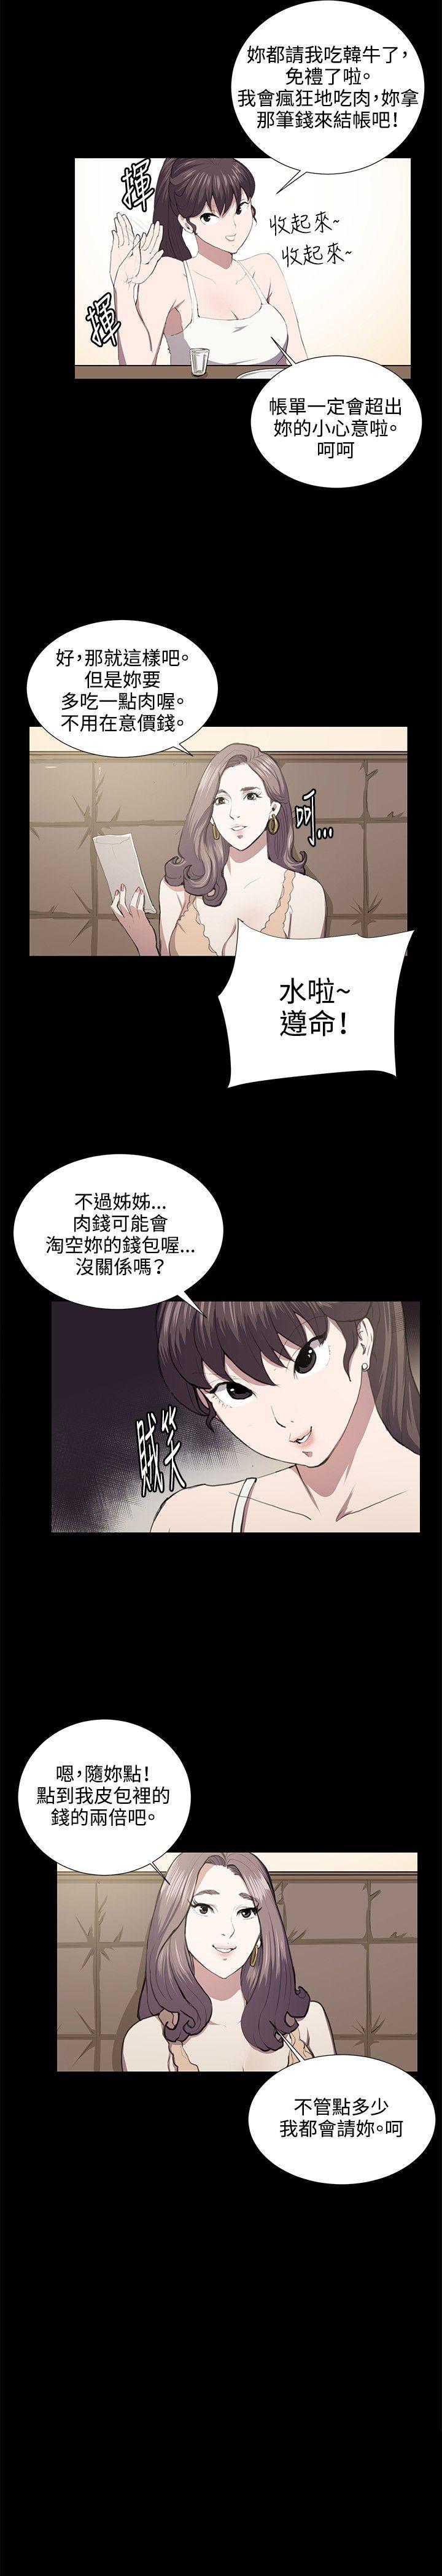 妳都請我吃韓牛了，
免禮了啦。
我會瘋狂地吃肉，妳拿
那筆錢來結帳吧！
揮
揮
收起來~
收起來~
帳單一定會超出
妳的小心意啦。
呵呵
好，那就這樣吧。
但是妳要
多吃一點肉喔。
不用在意價錢。
呵…
水啦~
遵命！
不過姊姊…
肉錢可能會
淘空妳的錢包喔…
沒關係嗎？
賊笑
嗯，隨妳點！
點到我皮包裡的
錢的兩倍吧。
不管點多少
我都會請妳。呵